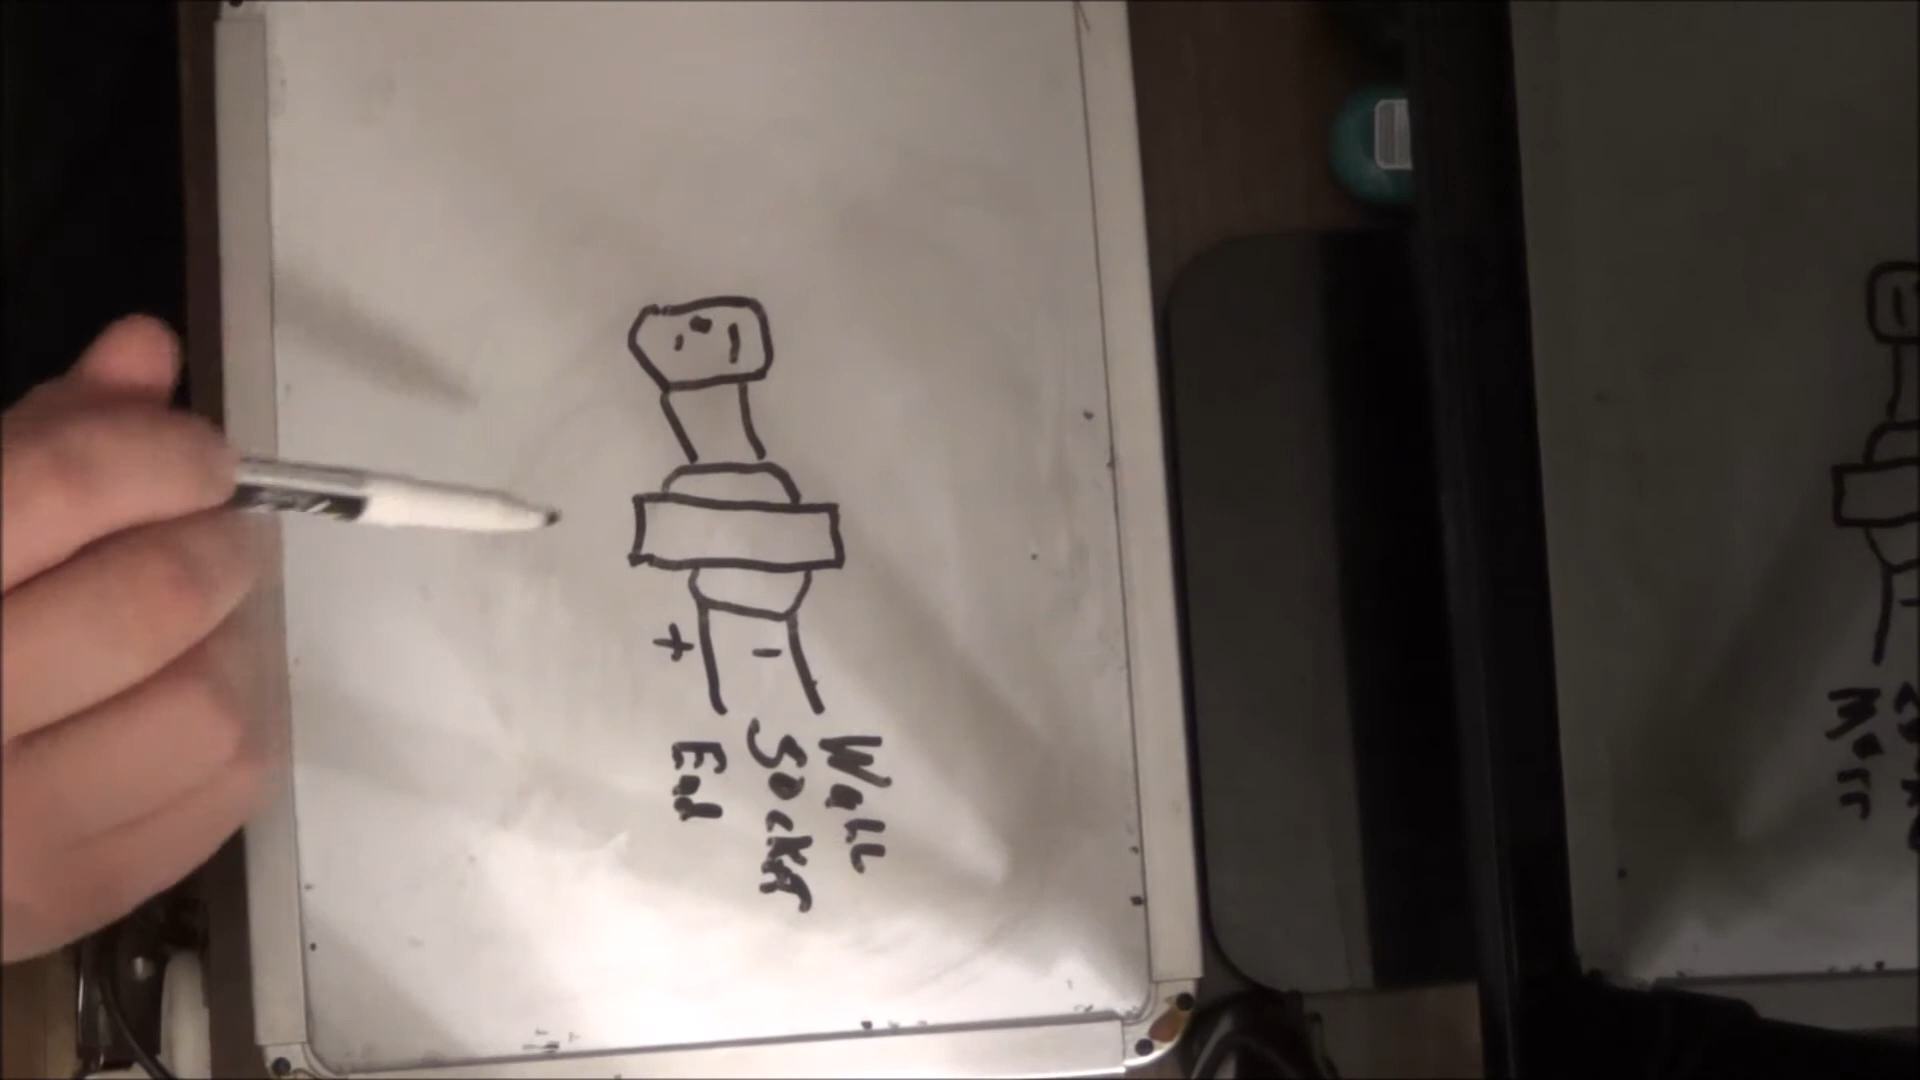 Wall
Socket
End
+
-